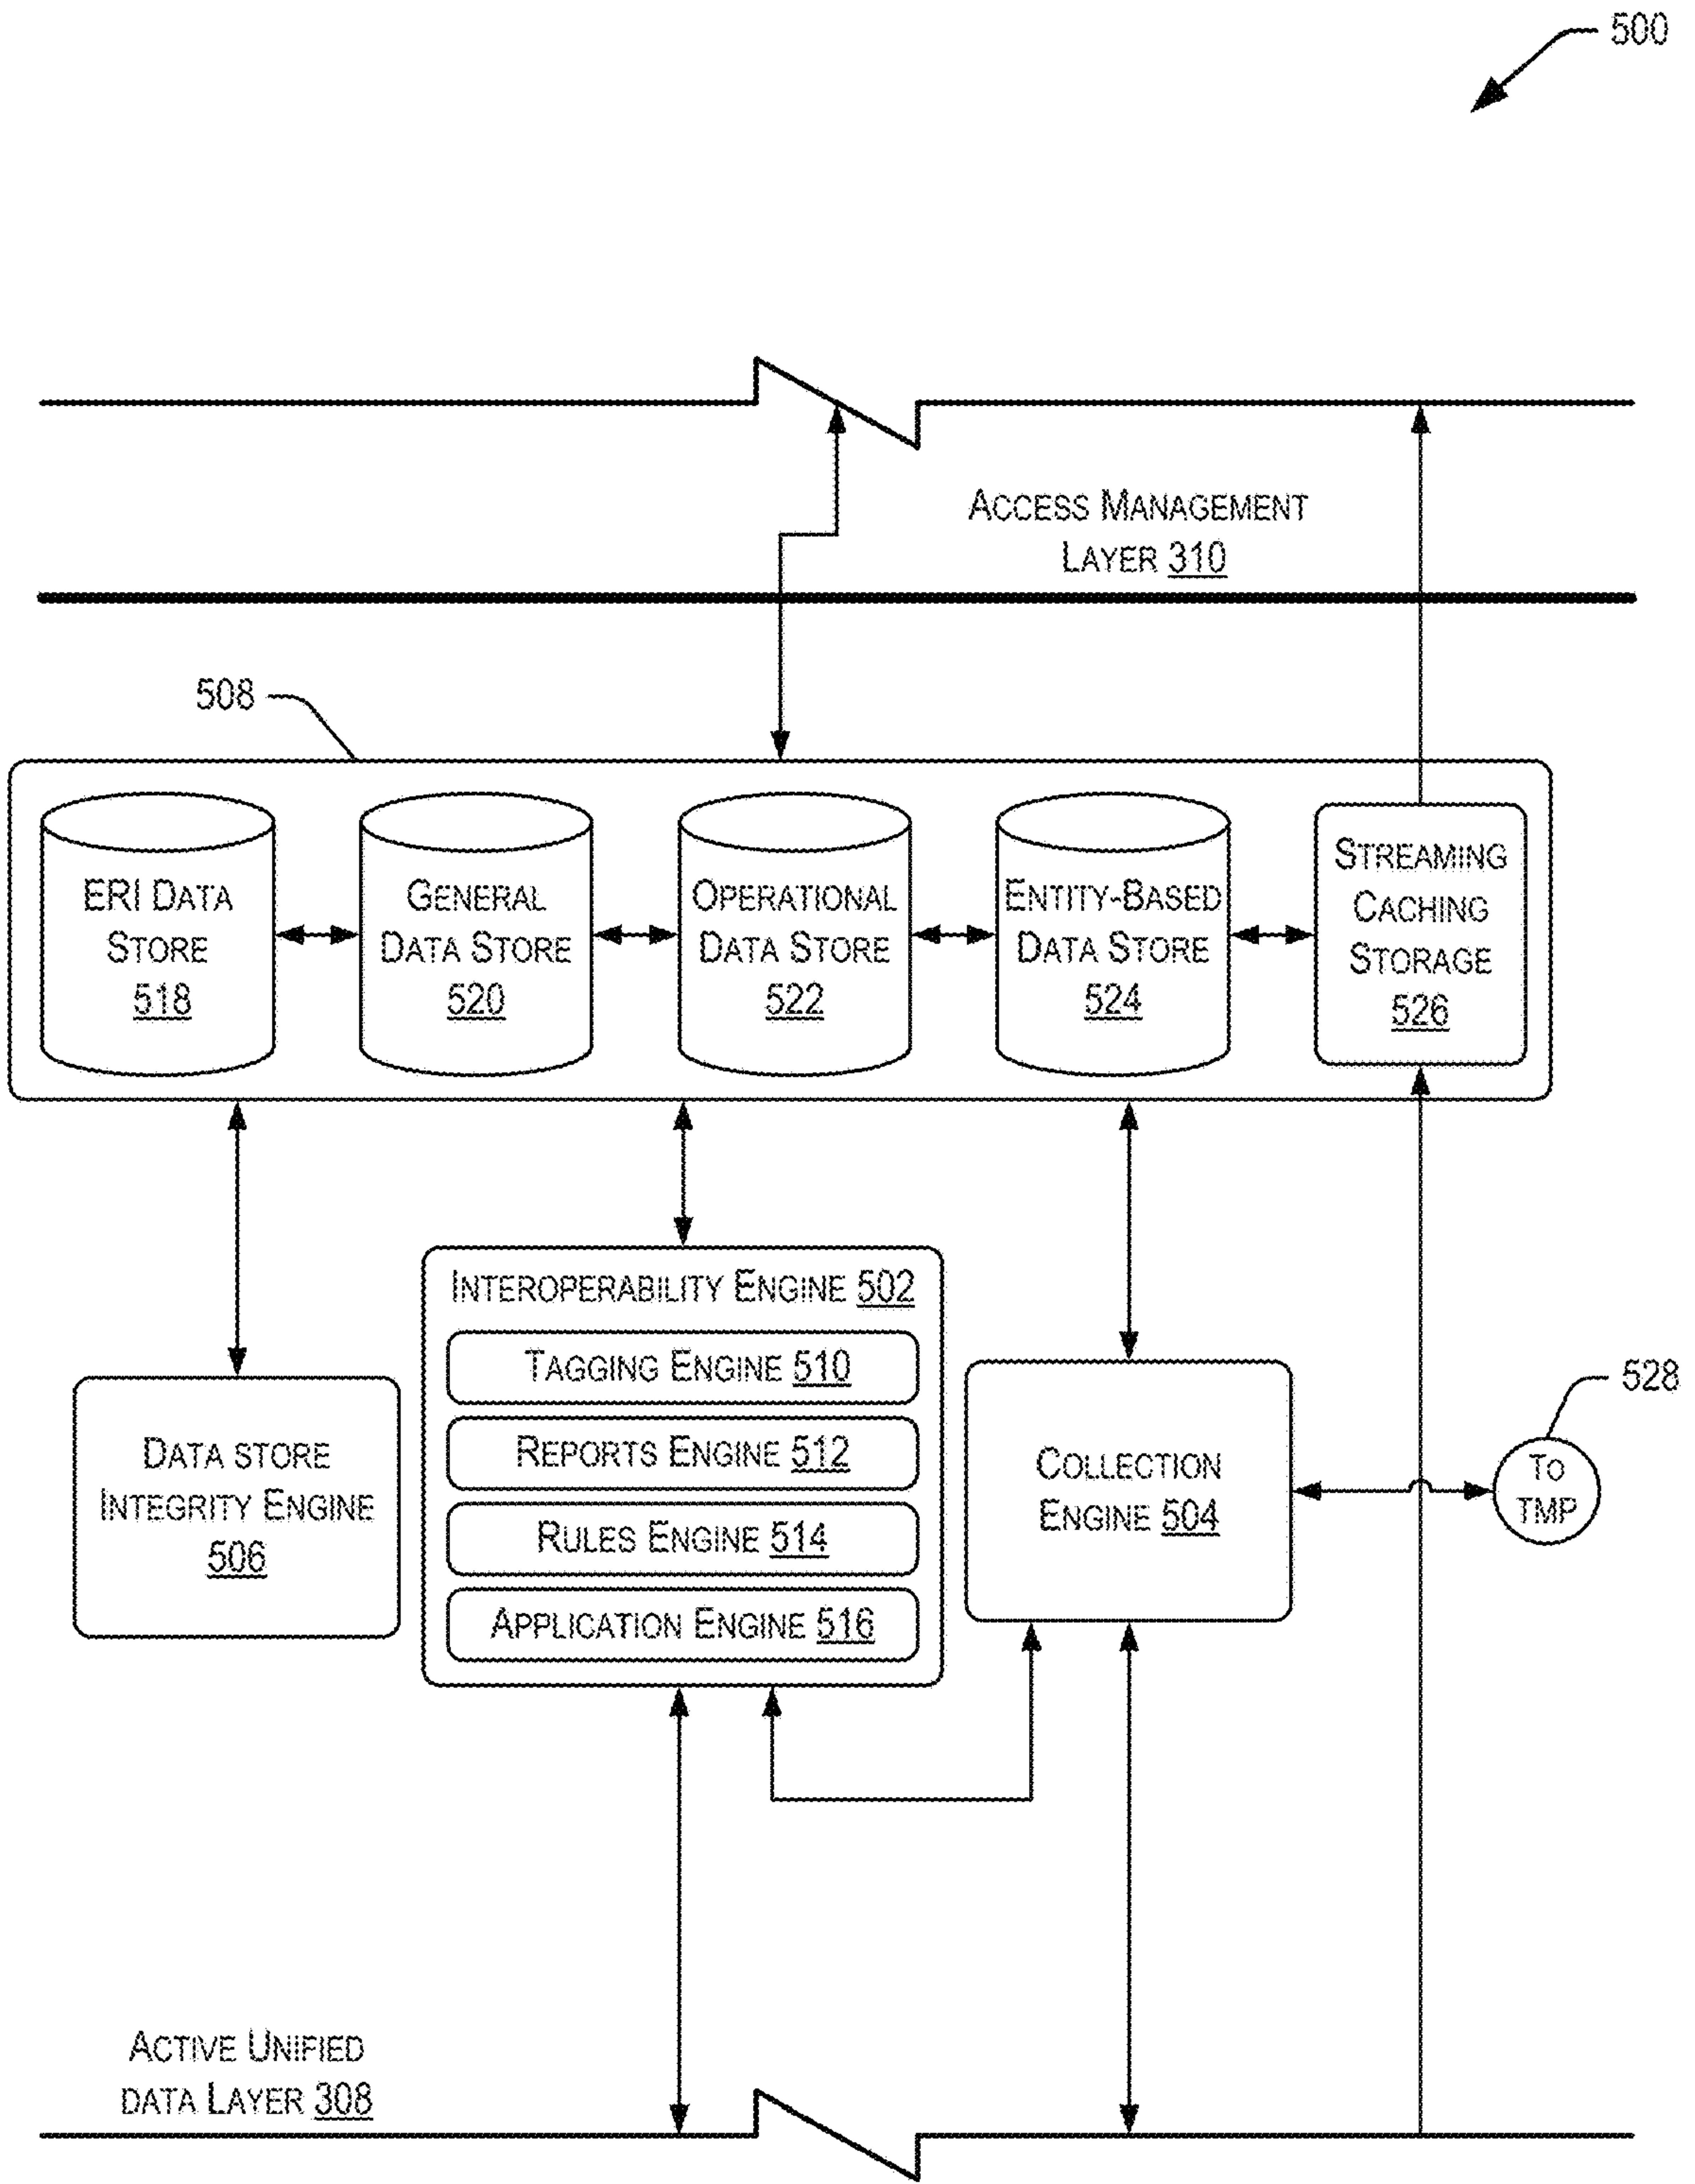 500
ACCESS MANAGEMENT
LAYER 310
508
ERI DATA
STORE
518
GENERAL
DATA STORE
520
OPERATIONAL
DATA STORE
522
ENTITY-BASED
DATA STORE
524
STREAMING
CACHING
STORAGE
526
INTEROPERABILITY ENGINE 502
TAGGING ENGINE 510
REPORTS ENGINE 512
RULES ENGINE 514
APPLICATION ENGINE 516
DATA STORE
INTEGRITY ENGINE
506
COLLECTION
ENGINE 504
528
TO
TMP
ACTIVE UNIFIED
DATA LAYER 308